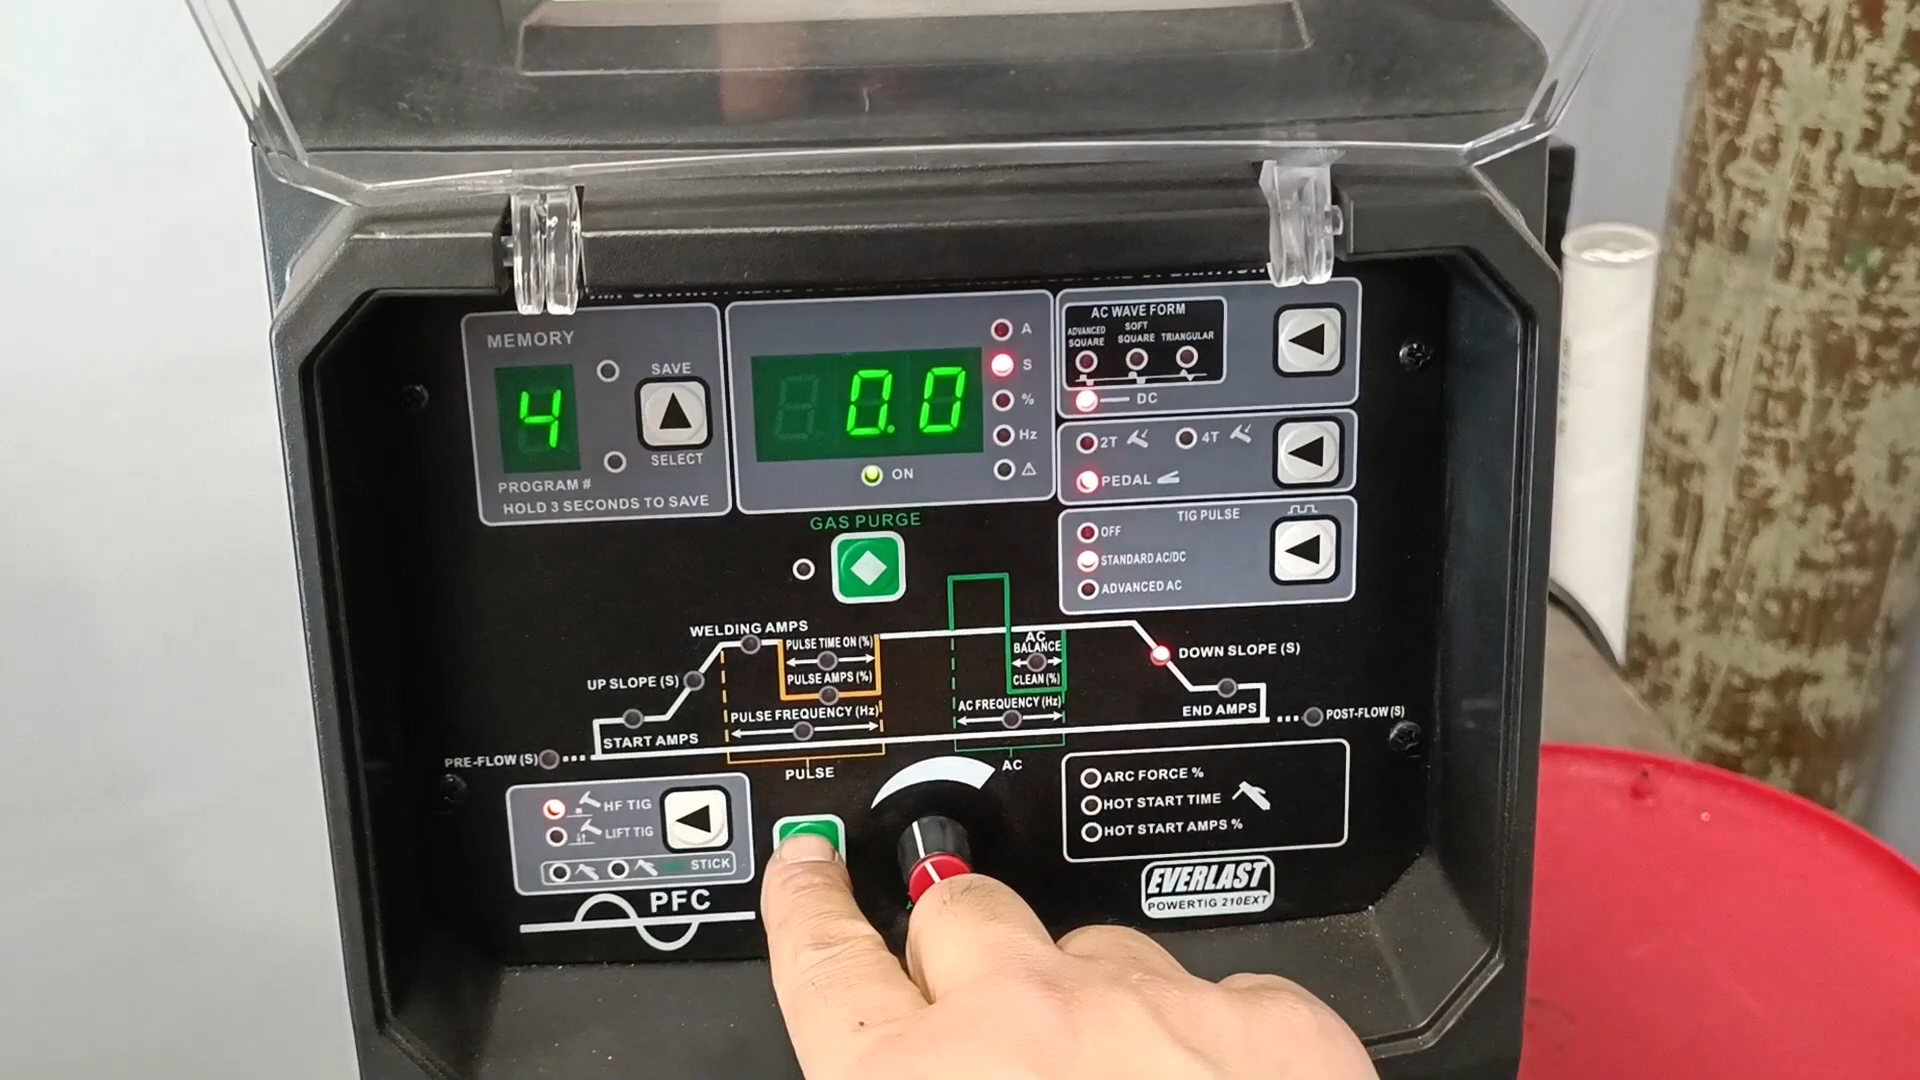 MEMORY
4
SAVE
SELECT
PROGRAM #
HOLD 3 SECONDS TO SAVE
0.0
A
S
%
Hz
ON
AC WAVE FORM
ADVANCED SQUARE
SOFT SQUARE
TRIANGULAR
DC
2T
4T
PEDAL
TIG PULSE
OFF
STANDARD AC/DC
ADVANCED AC
GAS PURGE
WELDING AMPS
PULSE TIME ON (%)
PULSE AMPS (%)
PULSE FREQUENCY (Hz)
UP SLOPE (S)
START AMPS
PRE-FLOW (S)
PULSE
AC BALANCE
CLEAN (%)
AC FREQUENCY (Hz)
AC
DOWN SLOPE (S)
END AMPS
POST-FLOW (S)
HF TIG
LIFT TIG
STICK
PFC
ARC FORCE %
HOT START TIME
HOT START AMPS %
EVERLAST
POWERTIG 210EXT